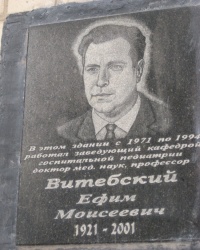 В этом здании с 1971 по 1994
работал заведующий кафедрой
госпитальной педиатрии
доктор мед. наук, профессор
Витебский
Ефим
Моисеевич
1921 - 2001